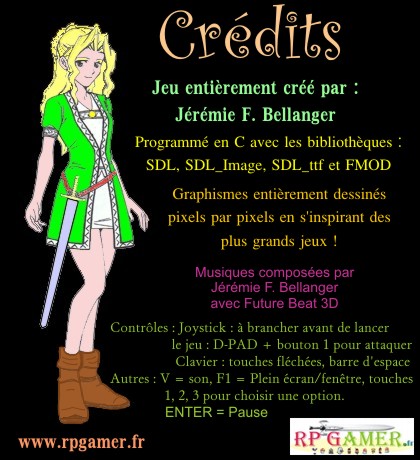 Crédits
Jeu entièrement créé par :
Jérémie F. Bellanger
Programmé en C avec les bibliothèques :
SDL, SDL_Image, SDL_ttf et FMOD
Graphismes entièrement dessinés
pixels par pixels en s'inspirant des
plus grands jeux !
Musiques composées par
Jérémie F. Bellanger
avec Future Beat 3D
Contrôles : Joystick : à brancher avant de lancer
le jeu : D-PAD + bouton 1 pour attaquer
Clavier : touches fléchées, barre d'espace
Autres : V = son, F1 = Plein écran/fenêtre, touches
1, 2, 3 pour choisir une option.
ENTER = Pause
www.rpgamer.fr
RPGAMER.fr